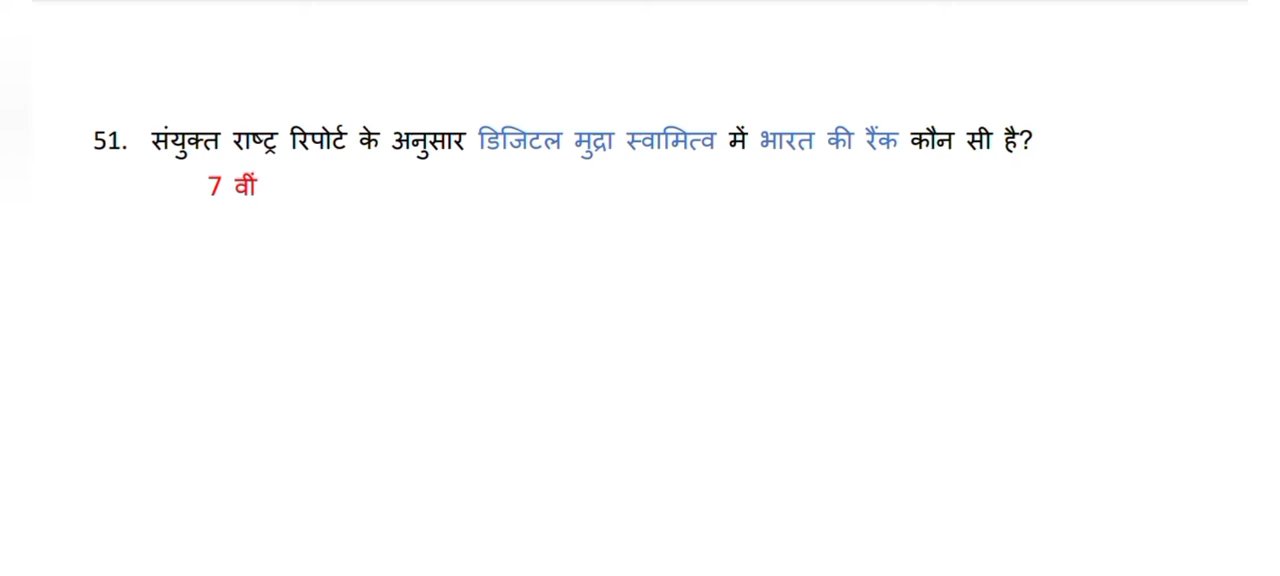 51. संयुक्त राष्ट्र रिपोर्ट के अनुसार डिजिटल मुद्रा स्वामित्व में भारत की रैंक कौन सी है?
7 वीं